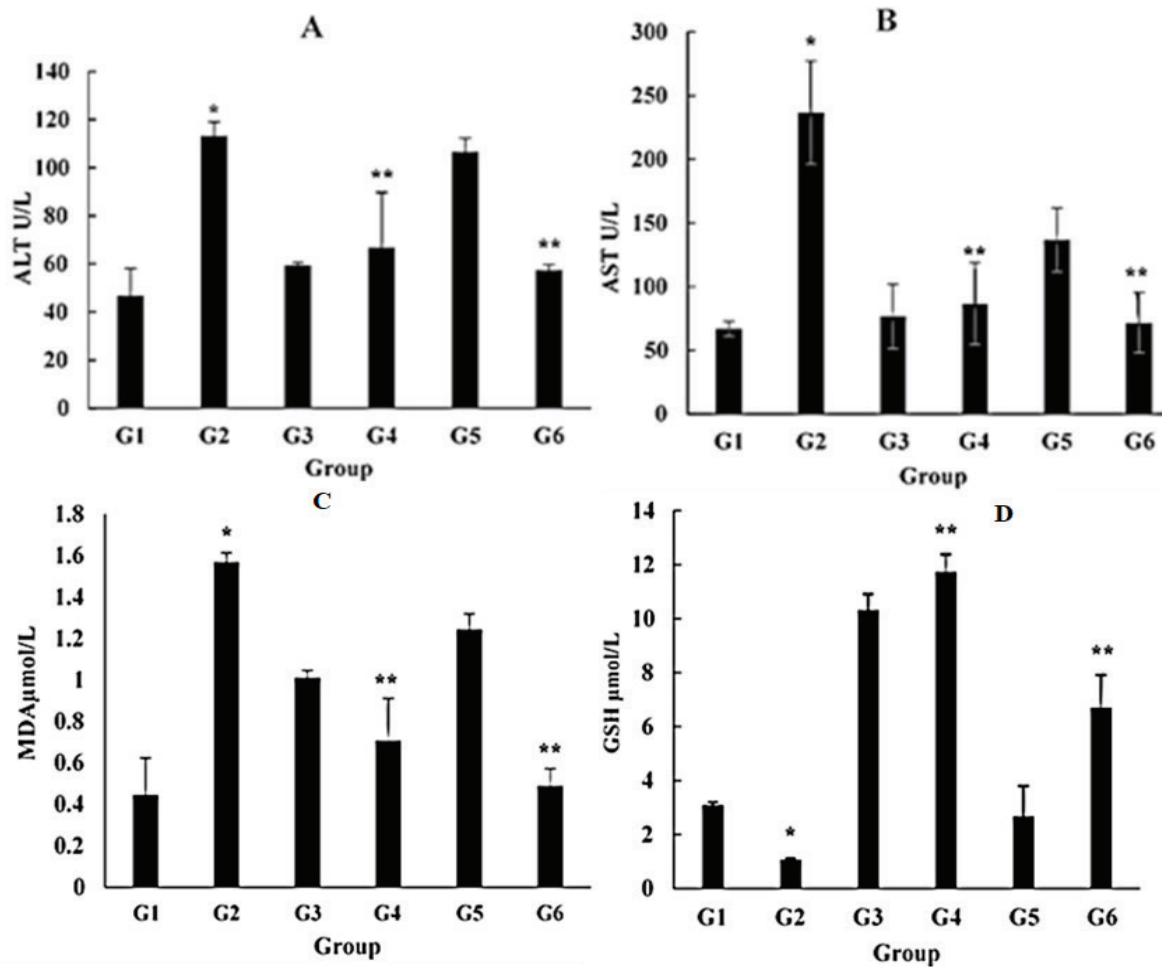 A
ALT U/L
140
120
100
80
60
40
20
0
*
**
**
G1 G2 G3 G4 G5 G6
Group
B
AST U/L
300
250
200
150
100
50
0
*
**
**
G1 G2 G3 G4 G5 G6
Group
C
MDAµmol/L
1.8
1.6
1.4
1.2
1
0.8
0.6
0.4
0.2
0
*
**
**
G1 G2 G3 G4 G5 G6
Group
D
GSH µmol/L
14
12
10
8
6
4
2
0
*
**
**
G1 G2 G3 G4 G5 G6
Group